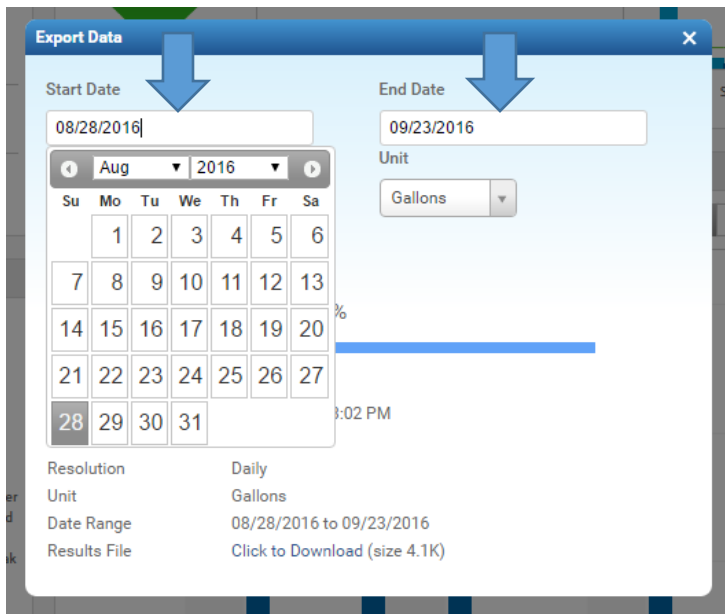 Export Data ×
Start Date End Date
08/28/2016 09/23/2016
Aug 2016 Unit
Gallons
Su Mo Tu We Th Fr Sa
1 2 3 4 5 6
7 8 9 10 11 12 13
%
14 15 16 17 18 19 20
21 22 23 24 25 26 27
28 29 30 31 :02 PM
Resolution Daily
Unit Gallons
Date Range 08/28/2016 to 09/23/2016
Results File Click to Download (size 4.1K)